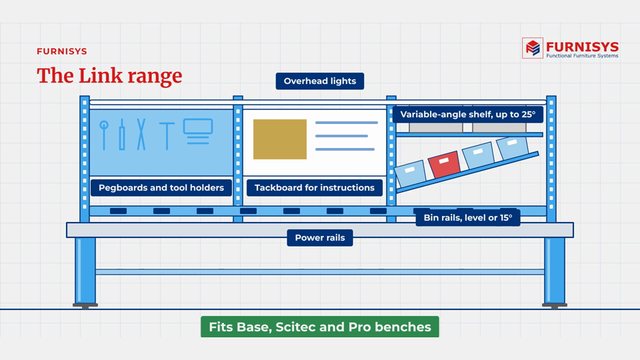 FURNISYS
The Link range
FURNISYS
Functional Furniture Systems
Overhead lights
Variable-angle shelf, up to 25°
Pegboards and tool holders
Tackboard for instructions
Bin rails, level or 15°
Power rails
Fits Base, Scitec and Pro benches